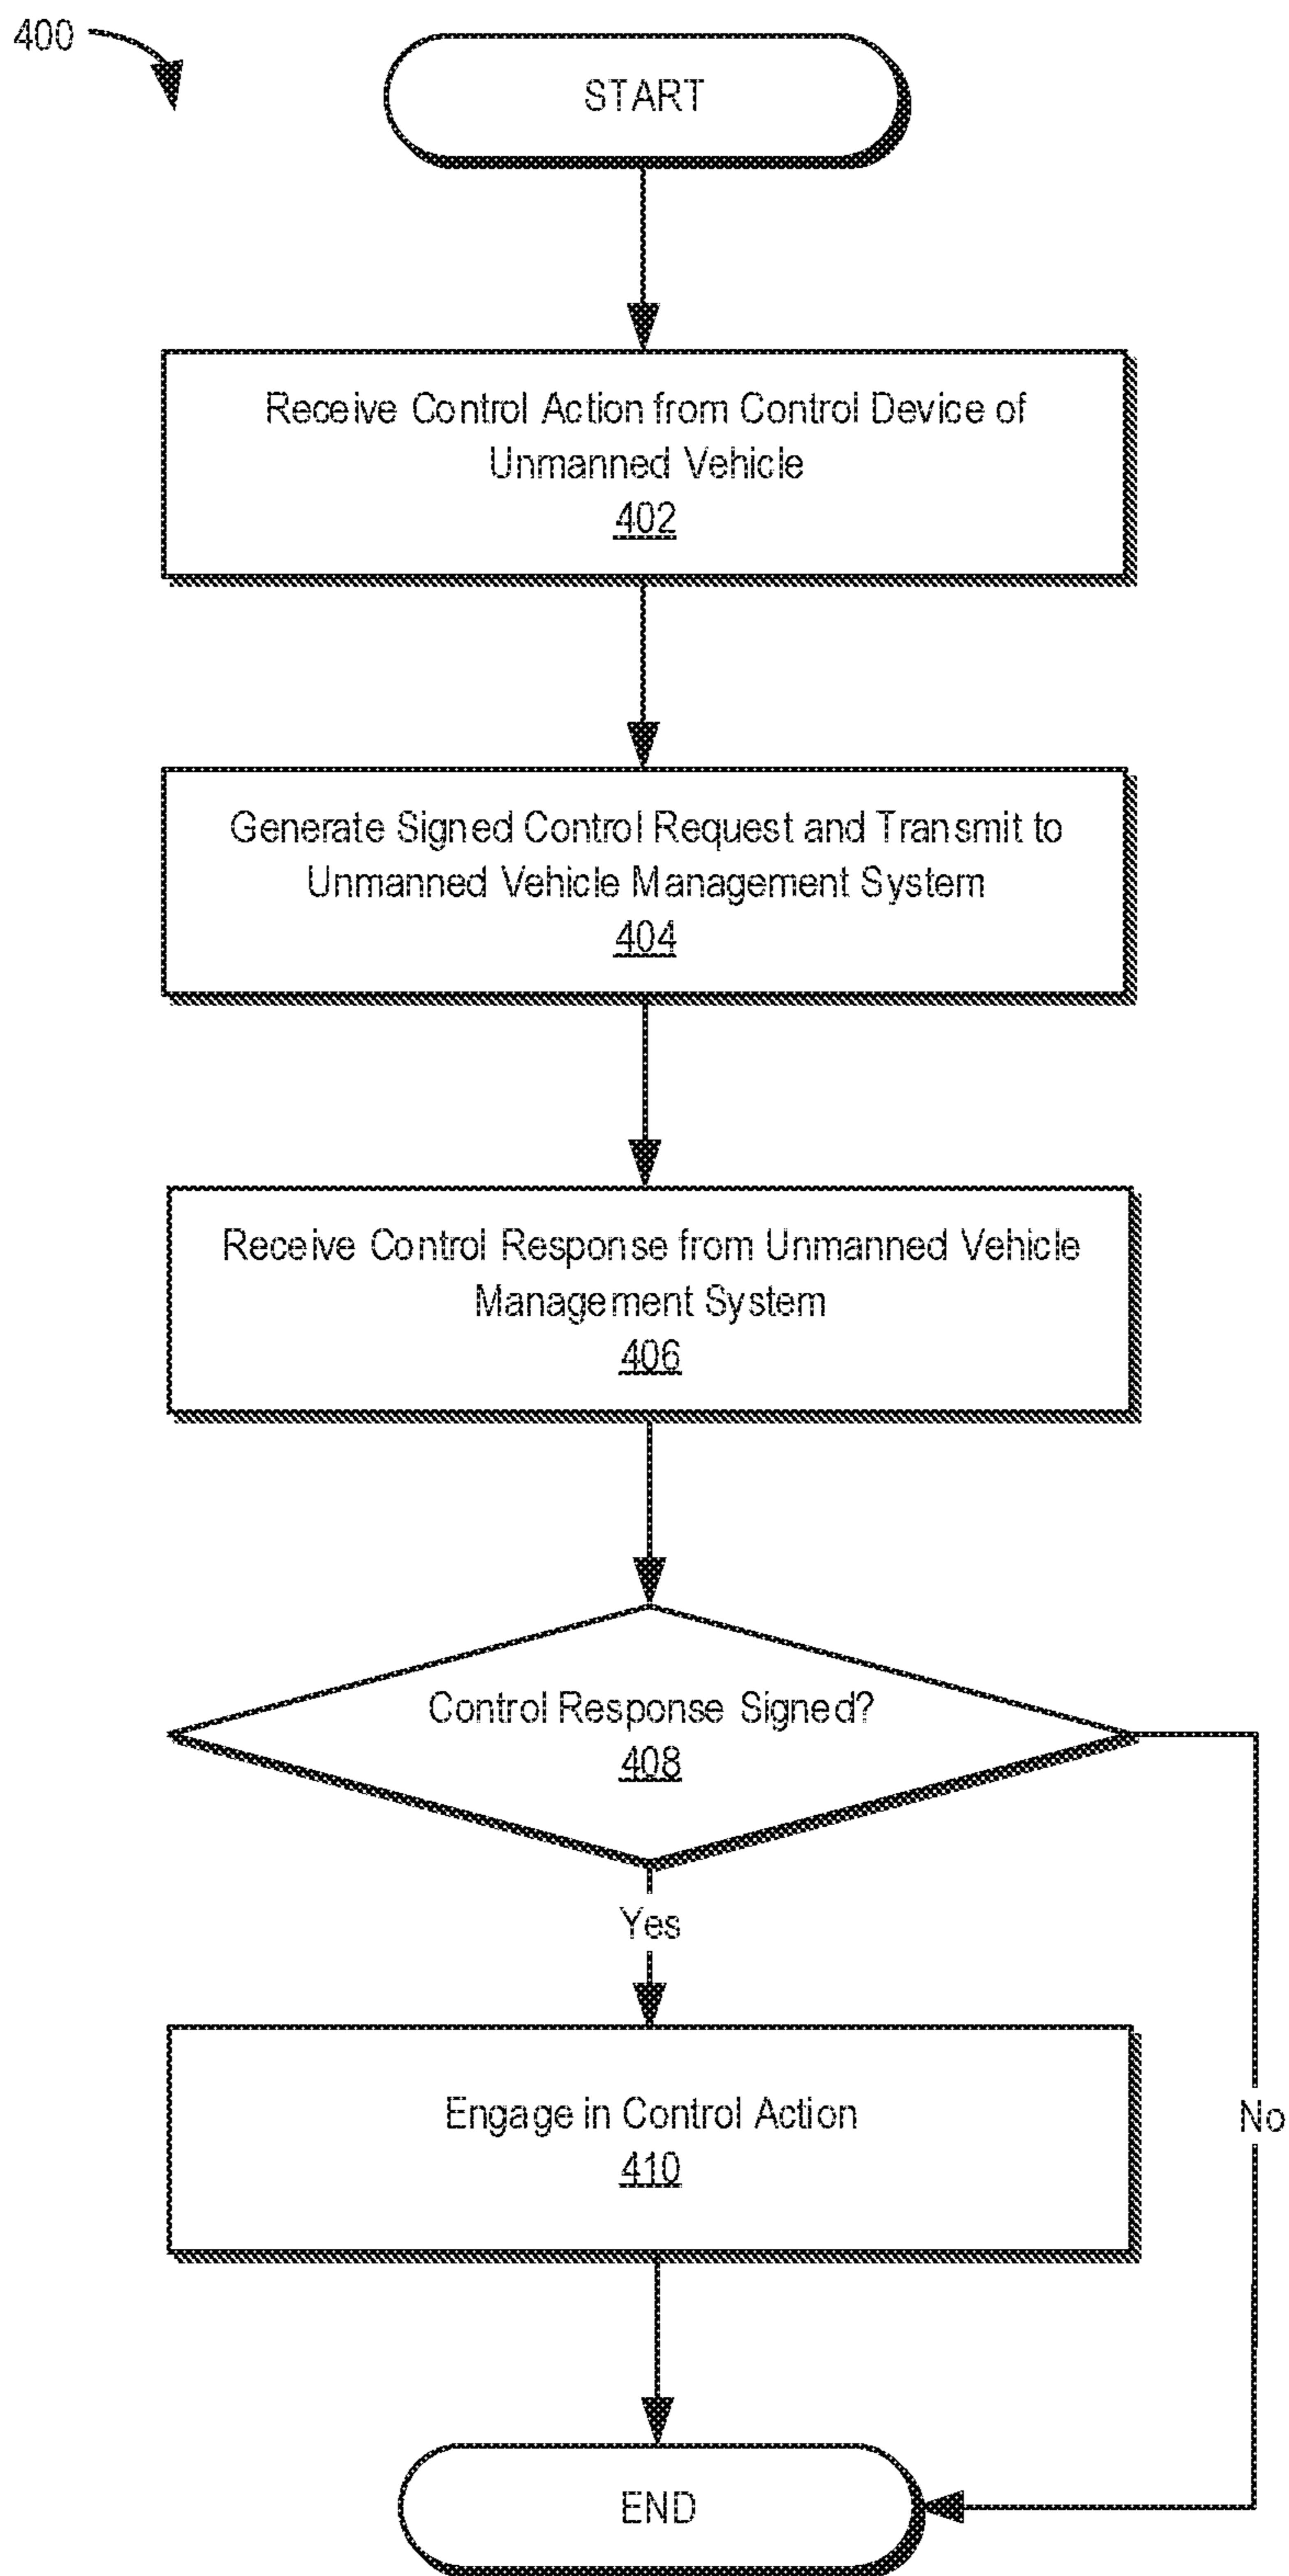 400
START
Receive Control Action from Control Device of
Unmanned Vehicle
402
Generate Signed Control Request and Transmit to
Unmanned Vehicle Management System
404
Receive Control Response from Unmanned Vehicle
Management System
406
Control Response Signed?
408
Yes
Engage in Control Action
410
No
END